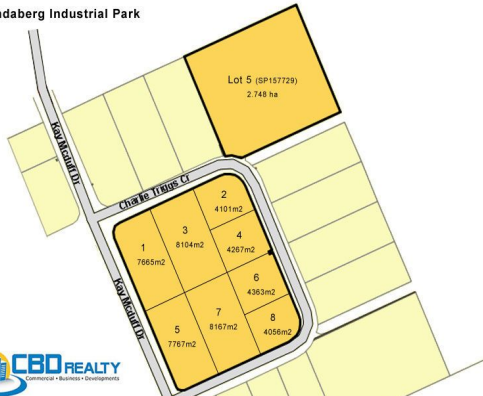 ndaberg Industrial Park
Lot 5 (SP157729)
2.748 ha
Kay Mcduff Dr
Charlie Triggs Cr
2
4101m2
3
8104m2
1
7665m2
4
4267m2
6
4363m2
7
8167m2
5
7767m2
8
4056m2
Kay Mcduff Dr
CBD REALTY
Commercial • Business • Developments